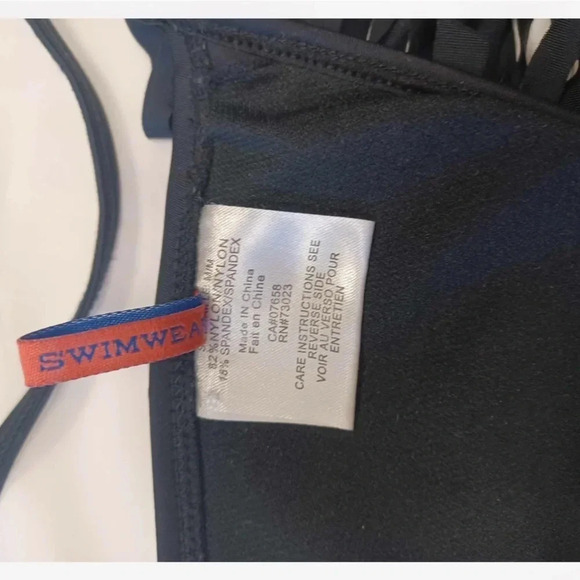 SWIMWEA
M/M
82%NYLON/NYLON
18% SPANDEX/SPANDEX
Made IN China
Fait en Chine
CA#07658
RN#73023
CARE INSTRUCTIONS SEE
REVERSE SIDE
VOIR AU VERSO POUR
ENTRETIEN